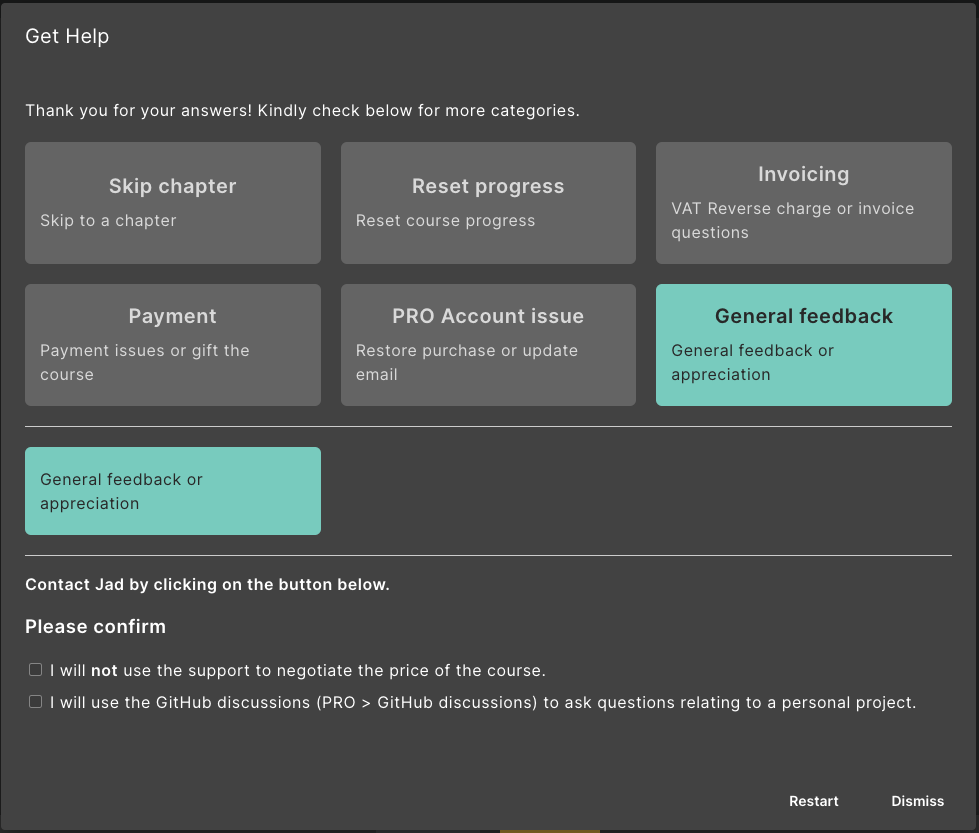 Get Help
Thank you for your answers! Kindly check below for more categories.
Skip chapter
Skip to a chapter
Reset progress
Reset course progress
Invoicing
VAT Reverse charge or invoice
questions
Payment
Payment issues or gift the
course
PRO Account issue
Restore purchase or update
email
General feedback
General feedback or
appreciation
General feedback or
appreciation
Contact Jad by clicking on the button below.
Please confirm
I will not use the support to negotiate the price of the course.
I will use the GitHub discussions (PRO > GitHub discussions) to ask questions relating to a personal project.
Restart
Dismiss